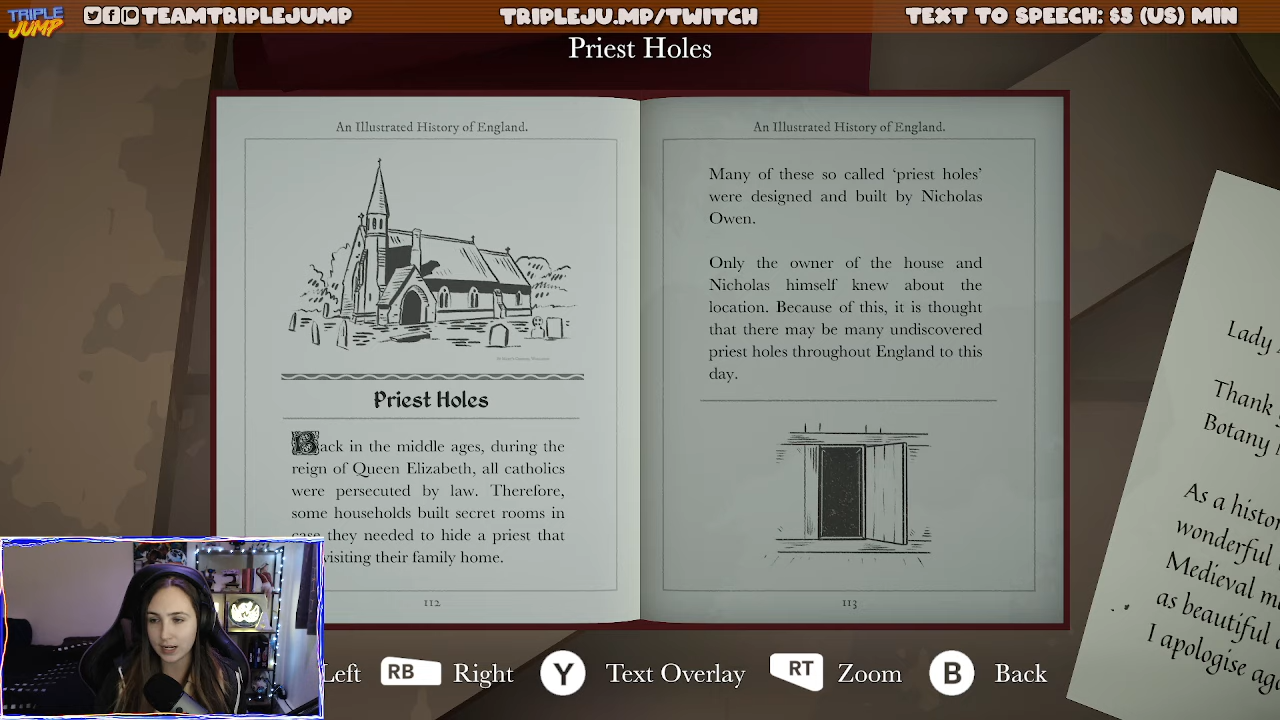 TRIPLE
JUMP
@TEAMTRIPLEJUMP
TRIPLEJU.MP/TWITCH
TEXT TO SPEECH: $5 (US) MIN
Priest Holes
An Illustrated History of England.
Priest Holes
Back in the middle ages, during the
reign of Queen Elizabeth, all catholics
were persecuted by law. Therefore,
some households built secret rooms in
case they needed to hide a priest that
visiting their family home.
112
An Illustrated History of England.
Many of these so called ‘priest holes’
were designed and built by Nicholas
Owen.
Only the owner of the house and
Nicholas himself knew about the
location. Because of this, it is thought
that there may be many undiscovered
priest holes throughout England to this
day.
113
Lady
Thank
Botany
As a histor
wonderful
Medieval m
as beautiful
I apologise aga
Left
RB
Right
Y
Text Overlay
RT
Zoom
B
Back